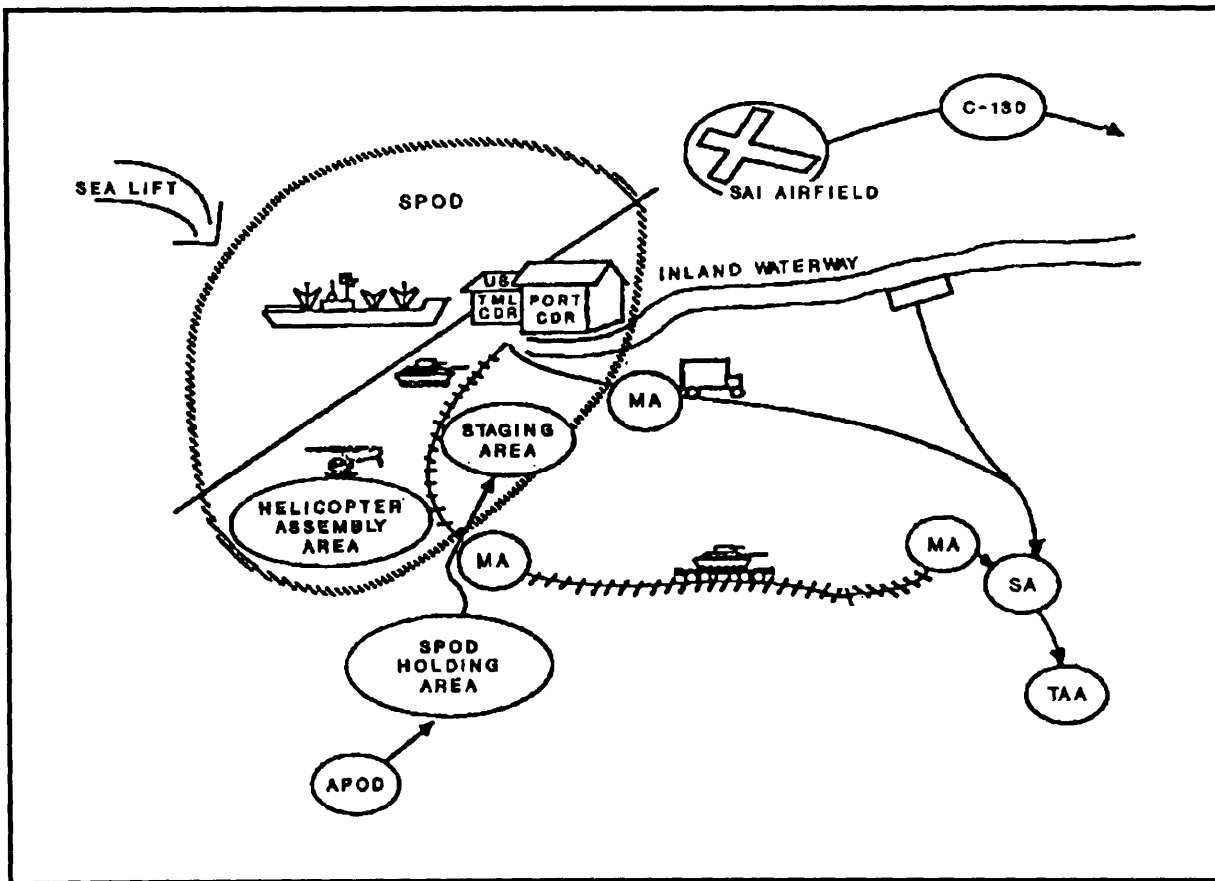 C-130
SEA LIFT
SPOD
SAI AIRFIELD
INLAND WATERWAY
US
TML
CDR
PORT
CDR
MA
STAGING
AREA
HELICOPTER
ASSEMBLY
AREA
MA
MA
SA
SPOD
HOLDING
AREA
TAA
APOD